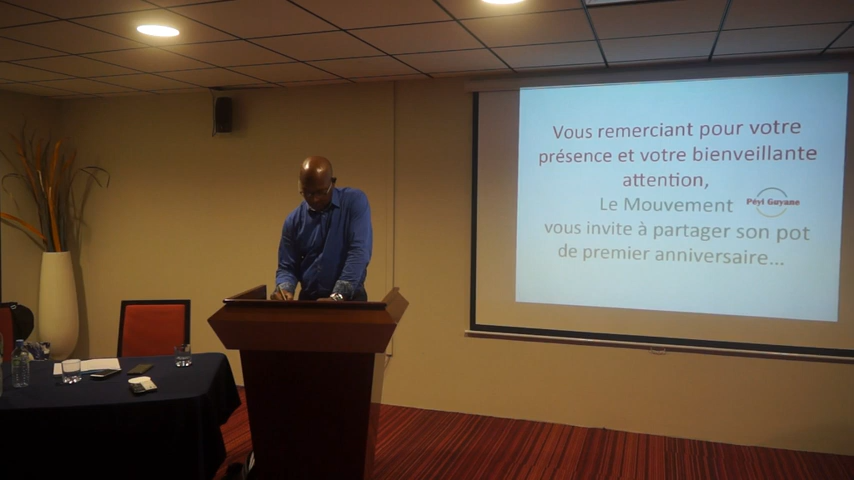 Vous remerciant pour votre
présence et votre bienveillante
attention,
Le Mouvement Péyi Guyane
vous invite à partager son pot
de premier anniversaire...